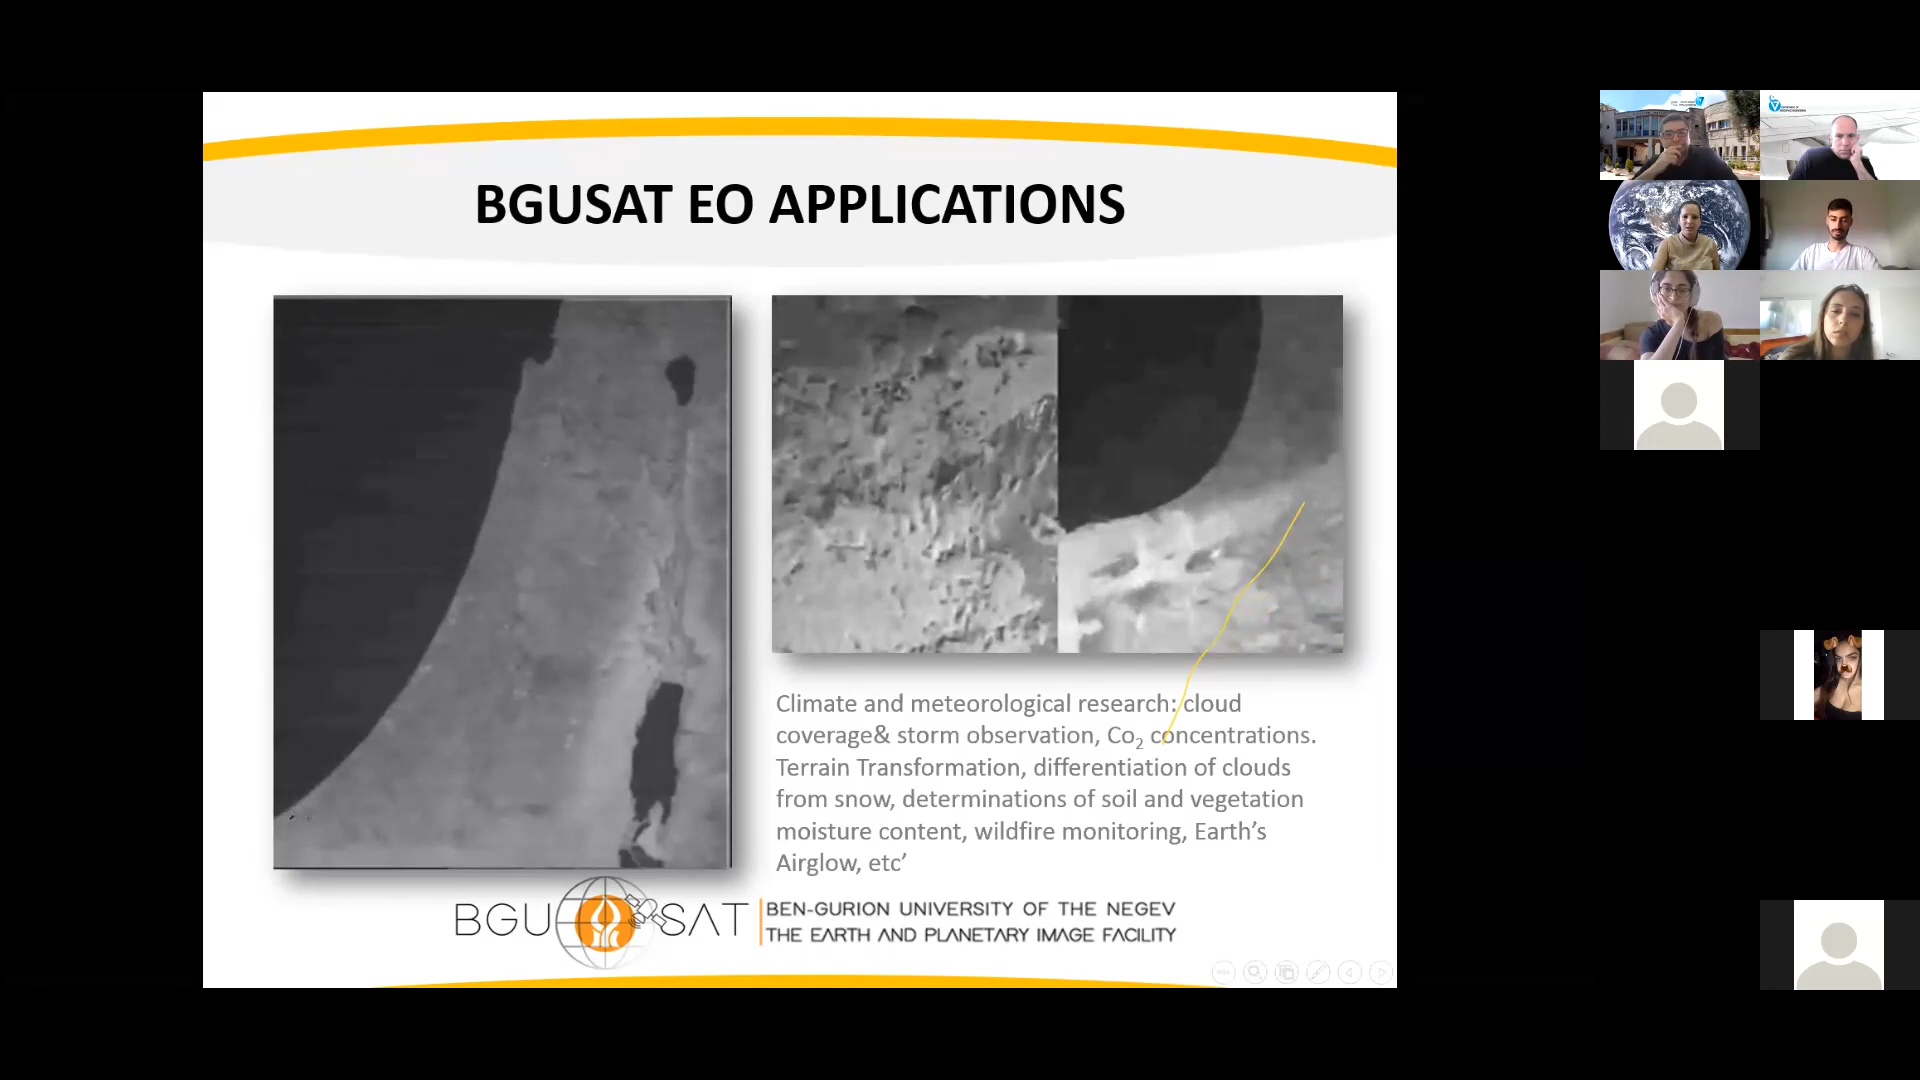 BGUSAT EO APPLICATIONS
Climate and meteorological research: cloud
coverage& storm observation, Co₂ concentrations.
Terrain Transformation, differentiation of clouds
from snow, determinations of soil and vegetation
moisture content, wildfire monitoring, Earth’s
Airglow, etc’
BGU SAT
BEN-GURION UNIVERSITY OF THE NEGEV
THE EARTH AND PLANETARY IMAGE FACILITY